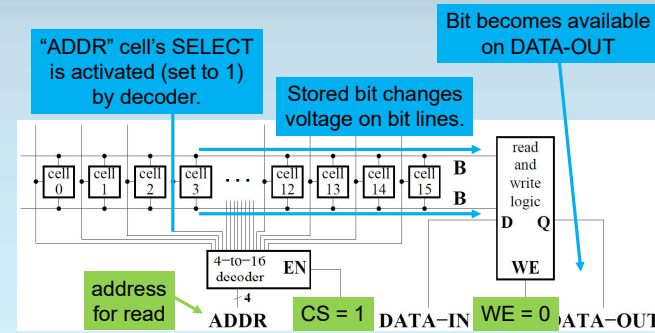 "ADDR" cell's SELECT
is activated (set to 1)
by decoder.
Bit becomes available
on DATA-OUT
Stored bit changes
voltage on bit lines.
cell
0
cell
1
cell
2
cell
3
...
cell
12
cell
13
cell
14
cell
15
B
B
read
and
write
logic
D Q
WE
4-to-16
decoder
EN
4
address
for read
ADDR
CS = 1
DATA-IN
WE = 0
DATA-OUT